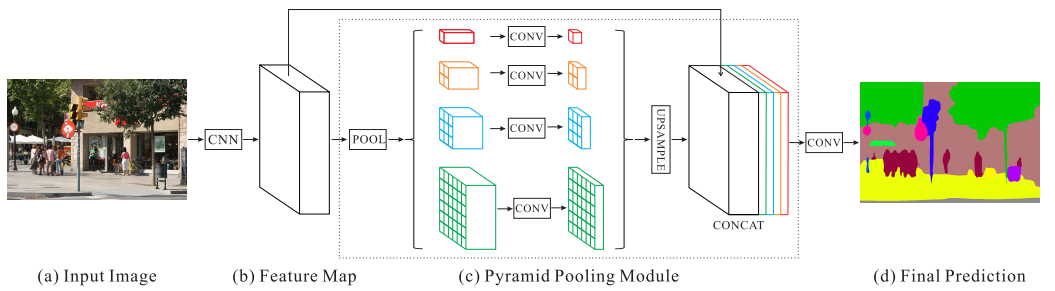 CNN
POOL
CONV
CONV
CONV
CONV
UPSAMPLE
CONCAT
CONV
(a) Input Image
(b) Feature Map
(c) Pyramid Pooling Module
(d) Final Prediction